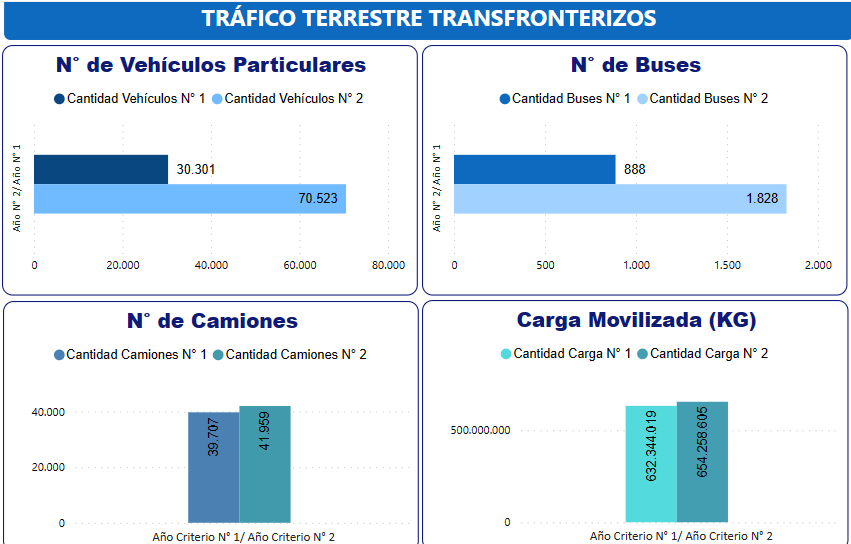 TRÁFICO TERRESTRE TRANSFRONTERIZOS
N° de Vehículos Particulares
Cantidad Vehículos N° 1 Cantidad Vehículos N° 2
Año N° 2/ Año N° 1
30.301
70.523
0 20.000 40.000 60.000 80.000
N° de Buses
Cantidad Buses N° 1 Cantidad Buses N° 2
Año N° 2/ Año N° 1
888
1.828
0 500 1.000 1.500 2.000
N° de Camiones
Cantidad Camiones N° 1 Cantidad Camiones N° 2
40.000
20.000
0
39.707
41.959
Año Criterio N° 1/ Año Criterio N° 2
Carga Movilizada (KG)
Cantidad Carga N° 1 Cantidad Carga N° 2
500.000.000
0
632.344.019
654.258.605
Año Criterio N° 1/ Año Criterio N° 2